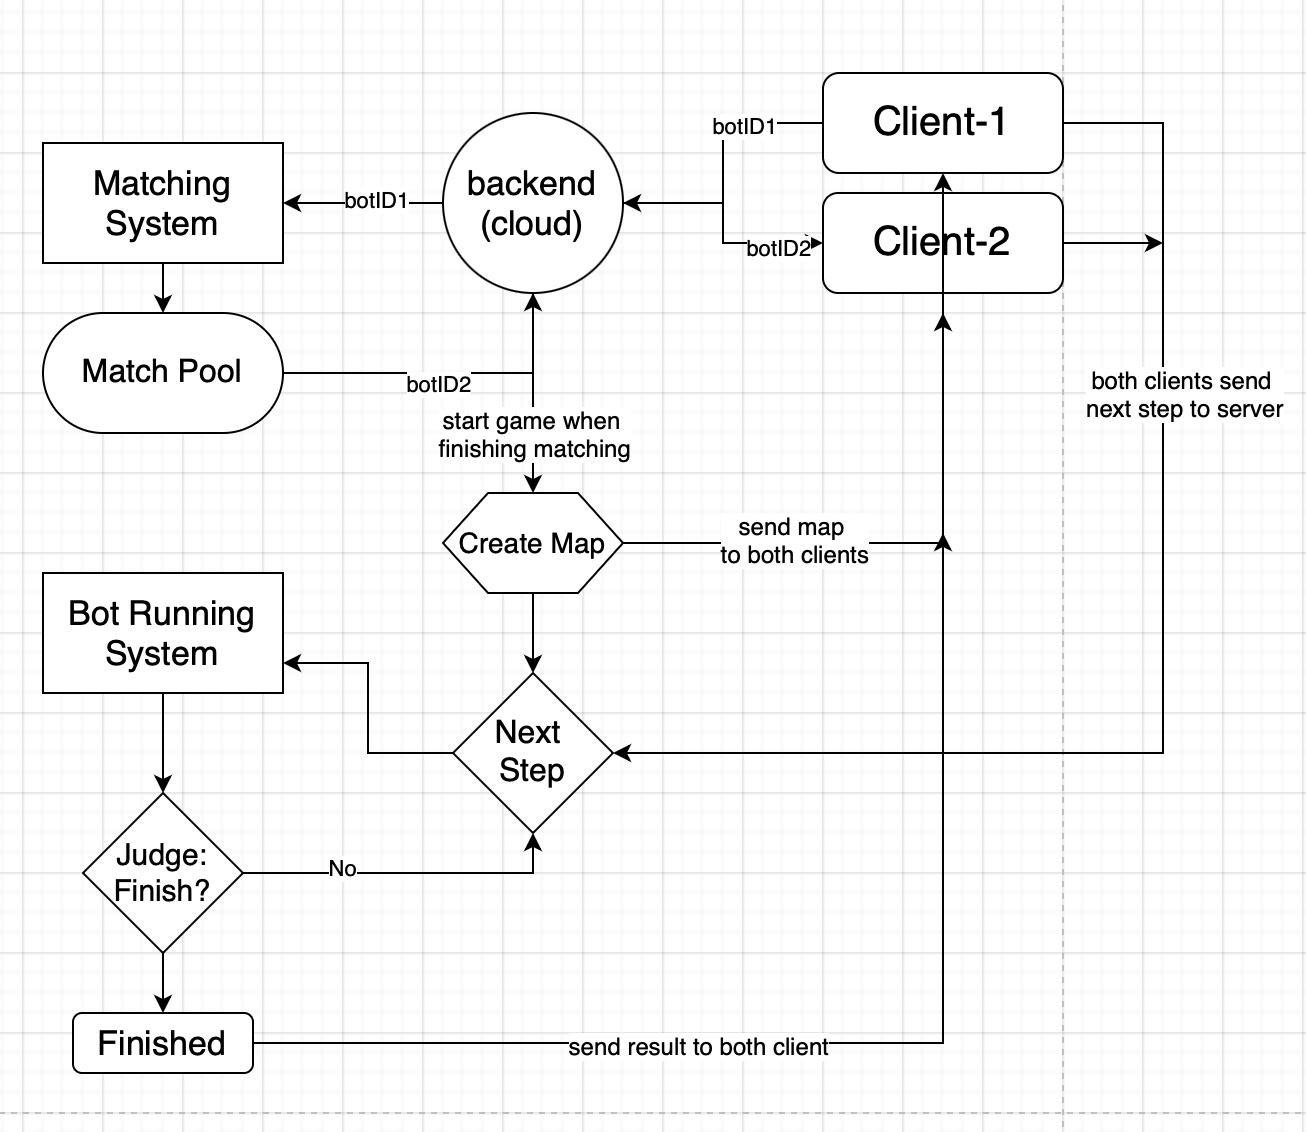 botID1
Client-1
Matching
System
botID1
backend
(cloud)
botID2
Client-2
Match Pool
botID2
both clients send
next step to server
start game when
finishing matching
Create Map
send map
to both clients
Bot Running
System
Next
Step
Judge:
Finish?
No
Finished
send result to both client